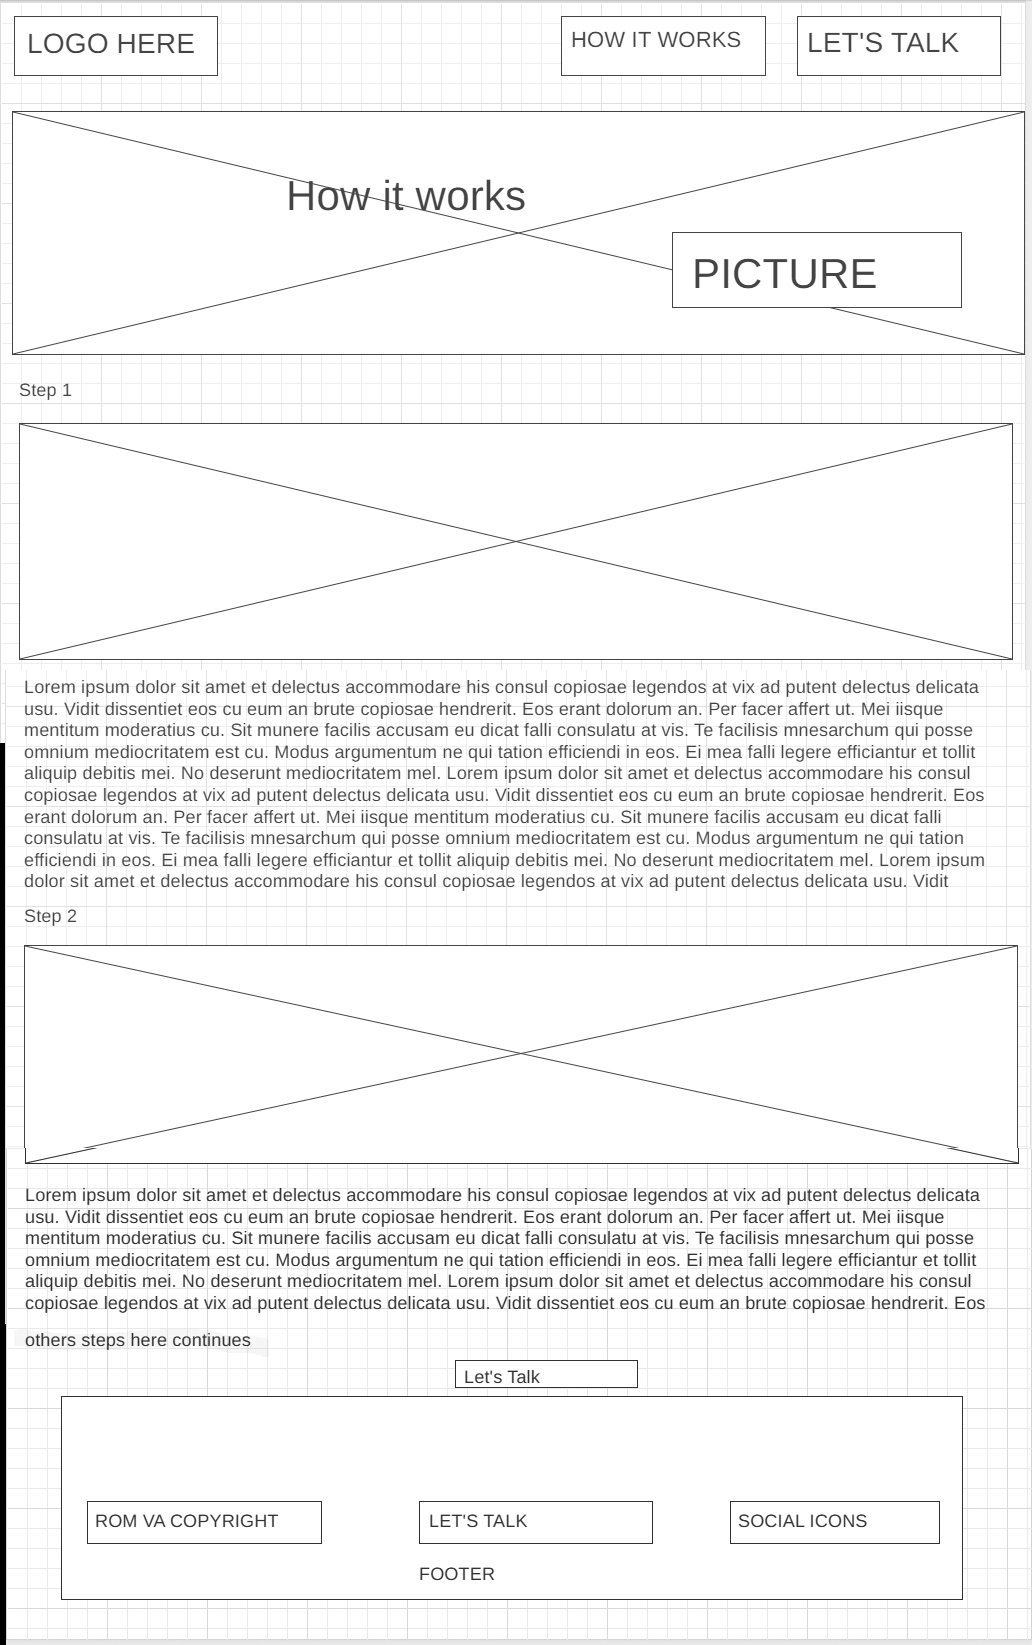 LOGO HERE
HOW IT WORKS
LET'S TALK
How it works
PICTURE
Step 1
Lorem ipsum dolor sit amet et delectus accommodare his consul copiosae legendos at vix ad putent delectus delicata
usu. Vidit dissentiet eos cu eum an brute copiosae hendrerit. Eos erant dolorum an. Per facer affert ut. Mei iisque
mentitum moderatius cu. Sit munere facilis accusam eu dicat falli consulatu at vis. Te facilisis mnesarchum qui posse
omnium mediocritatem est cu. Modus argumentum ne qui tation efficiendi in eos. Ei mea falli legere efficiantur et tollit
aliquip debitis mei. No deserunt mediocritatem mel. Lorem ipsum dolor sit amet et delectus accommodare his consul
copiosae legendos at vix ad putent delectus delicata usu. Vidit dissentiet eos cu eum an brute copiosae hendrerit. Eos
erant dolorum an. Per facer affert ut. Mei iisque mentitum moderatius cu. Sit munere facilis accusam eu dicat falli
consulatu at vis. Te facilisis mnesarchum qui posse omnium mediocritatem est cu. Modus argumentum ne qui tation
efficiendi in eos. Ei mea falli legere efficiantur et tollit aliquip debitis mei. No deserunt mediocritatem mel. Lorem ipsum
dolor sit amet et delectus accommodare his consul copiosae legendos at vix ad putent delectus delicata usu. Vidit
Step 2
Lorem ipsum dolor sit amet et delectus accommodare his consul copiosae legendos at vix ad putent delectus delicata
usu. Vidit dissentiet eos cu eum an brute copiosae hendrerit. Eos erant dolorum an. Per facer affert ut. Mei iisque
mentitum moderatius cu. Sit munere facilis accusam eu dicat falli consulatu at vis. Te facilisis mnesarchum qui posse
omnium mediocritatem est cu. Modus argumentum ne qui tation efficiendi in eos. Ei mea falli legere efficiantur et tollit
aliquip debitis mei. No deserunt mediocritatem mel. Lorem ipsum dolor sit amet et delectus accommodare his consul
copiosae legendos at vix ad putent delectus delicata usu. Vidit dissentiet eos cu eum an brute copiosae hendrerit. Eos
others steps here continues
Let's Talk
ROM VA COPYRIGHT
LET'S TALK
SOCIAL ICONS
FOOTER